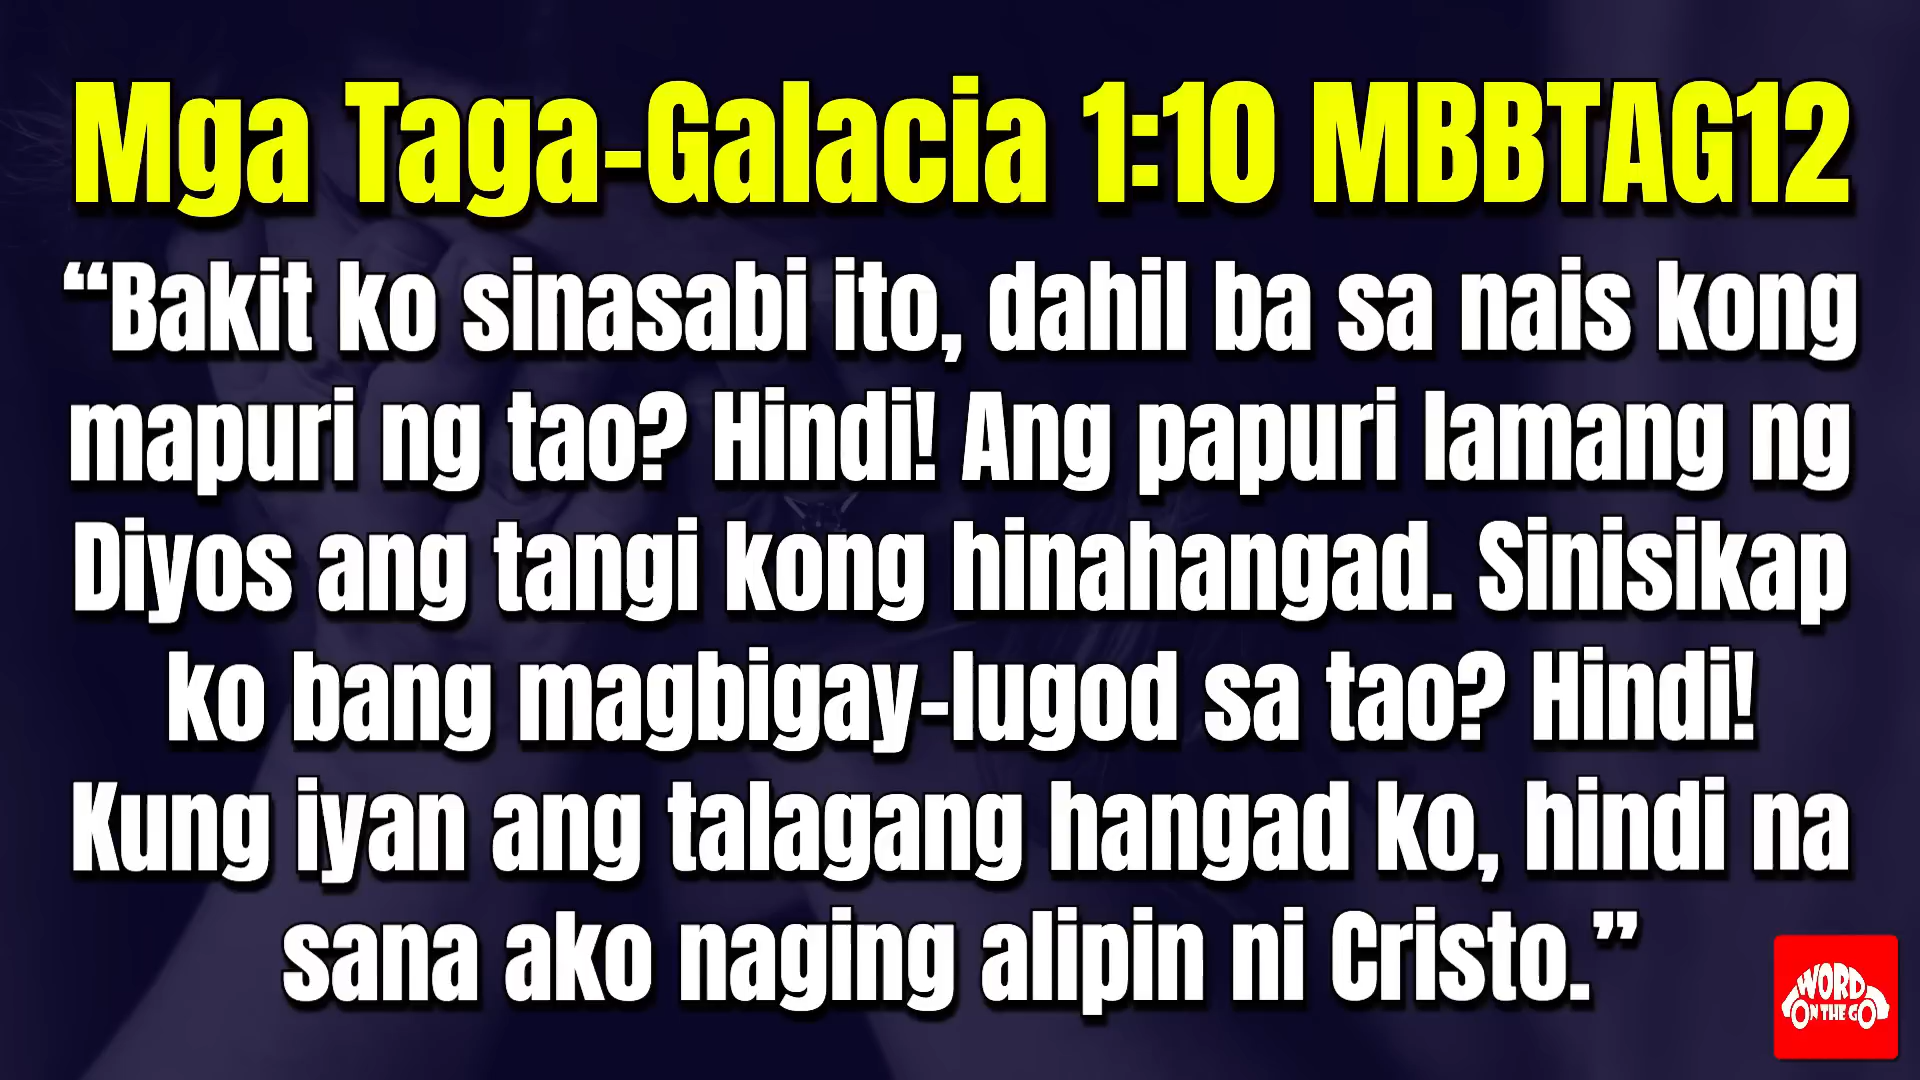 Mga Taga-Galacia 1:10 MBBTAG12
“Bakit ko sinasabi ito, dahil ba sa nais kong
mapuri ng tao? Hindi! Ang papuri lamang ng
Diyos ang tangi kong hinahangad. Sinisikap
ko bang magbigay-lugod sa tao? Hindi!
Kung iyan ang talagang hangad ko, hindi na
sana ako naging alipin ni Cristo.”
WORD
ON THE GO